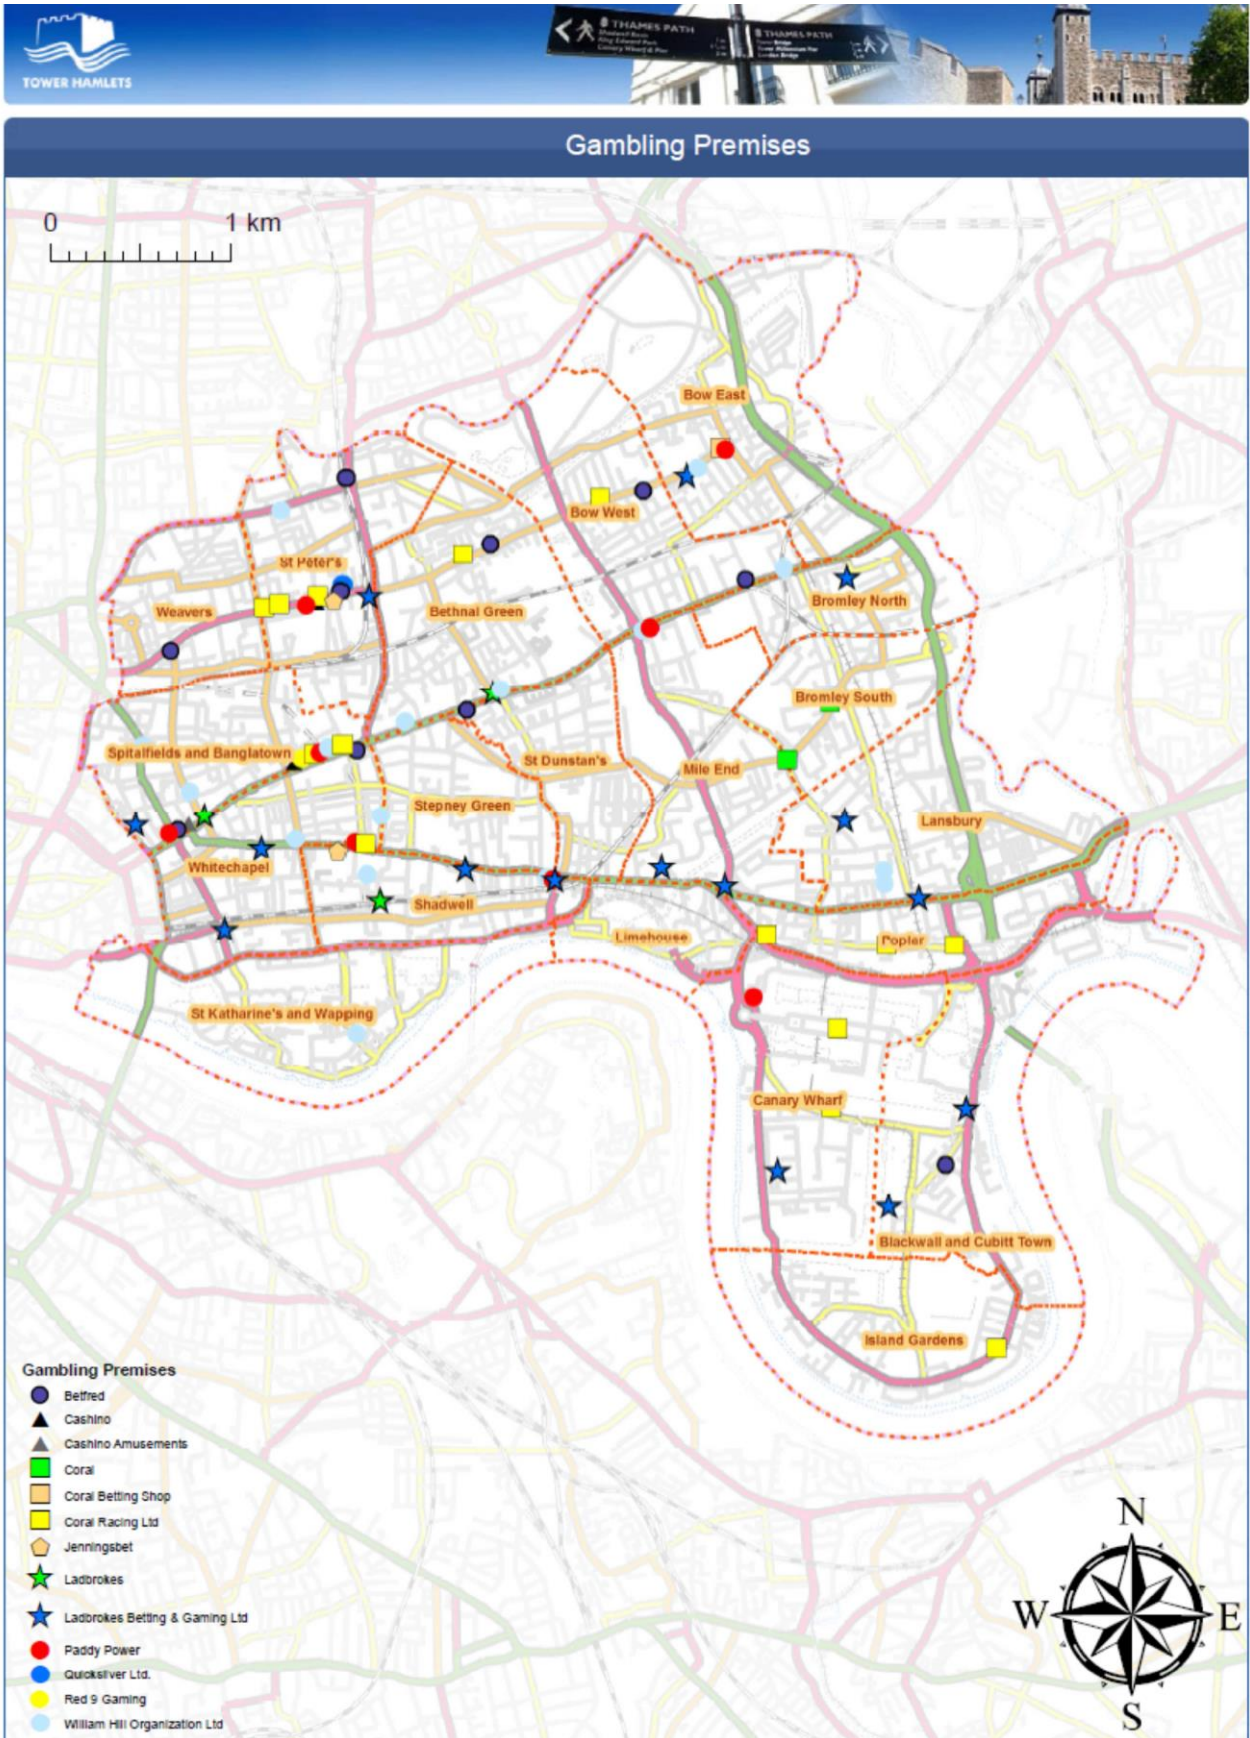 TOWER HAMLETS
THAMES PATH
THAMES PATH
Gambling Premises
0 1 km
Bow East
Bow West
St Peter's
Weavers
Bethnal Green
Bromley North
Bromley South
Spitalfields and Banglatown
St Dunstan's
Mile End
Stepney Green
Lansbury
Whitechapel
Shadwell
Limehouse
Poplar
St Katharine's and Wapping
Canary Wharf
Blackwall and Cubitt Town
Island Gardens
Gambling Premises
Betfred
Cashino
Cashino Amusements
Coral
Coral Betting Shop
Coral Racing Ltd
Jenningsbet
Ladbrokes
Ladbrokes Betting & Gaming Ltd
Paddy Power
Quicksilver Ltd.
Red 9 Gaming
William Hill Organization Ltd
N
W E
S